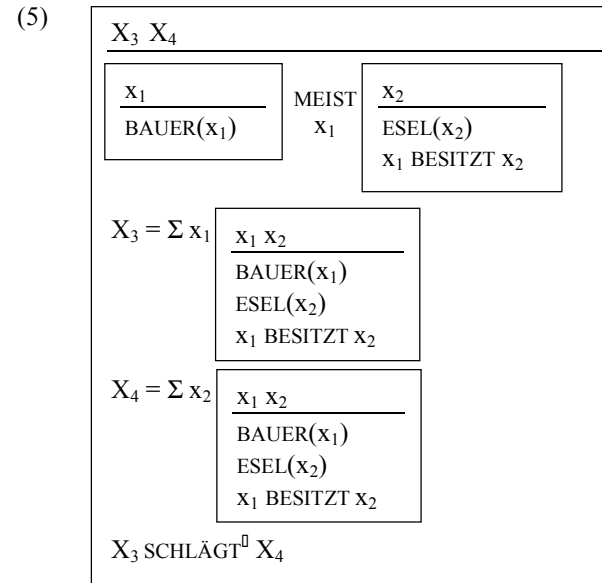 (5)
X₃ X₄
x₁
BAUER(x₁)
MEIST
x₁
x₂
ESEL(x₂)
x₁ BESITZT x₂
X₃ = Σ x₁
x₁ x₂
BAUER(x₁)
ESEL(x₂)
x₁ BESITZT x₂
X₄ = Σ x₂
x₁ x₂
BAUER(x₁)
ESEL(x₂)
x₁ BESITZT x₂
X₃ SCHLÄGT X₄